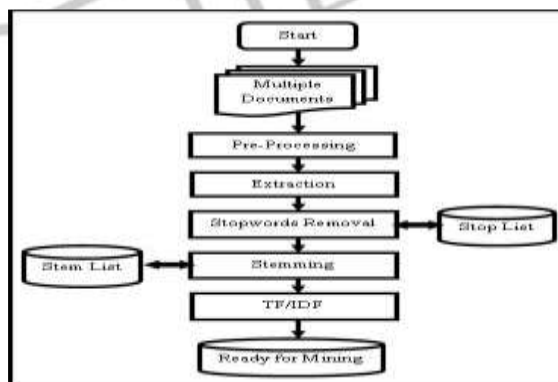 Start
Multiple
Documents
Pre-Processing
Extraction
Stopwords Removal
Stop List
Stem List
Stemming
TF/IDF
Ready for Mining